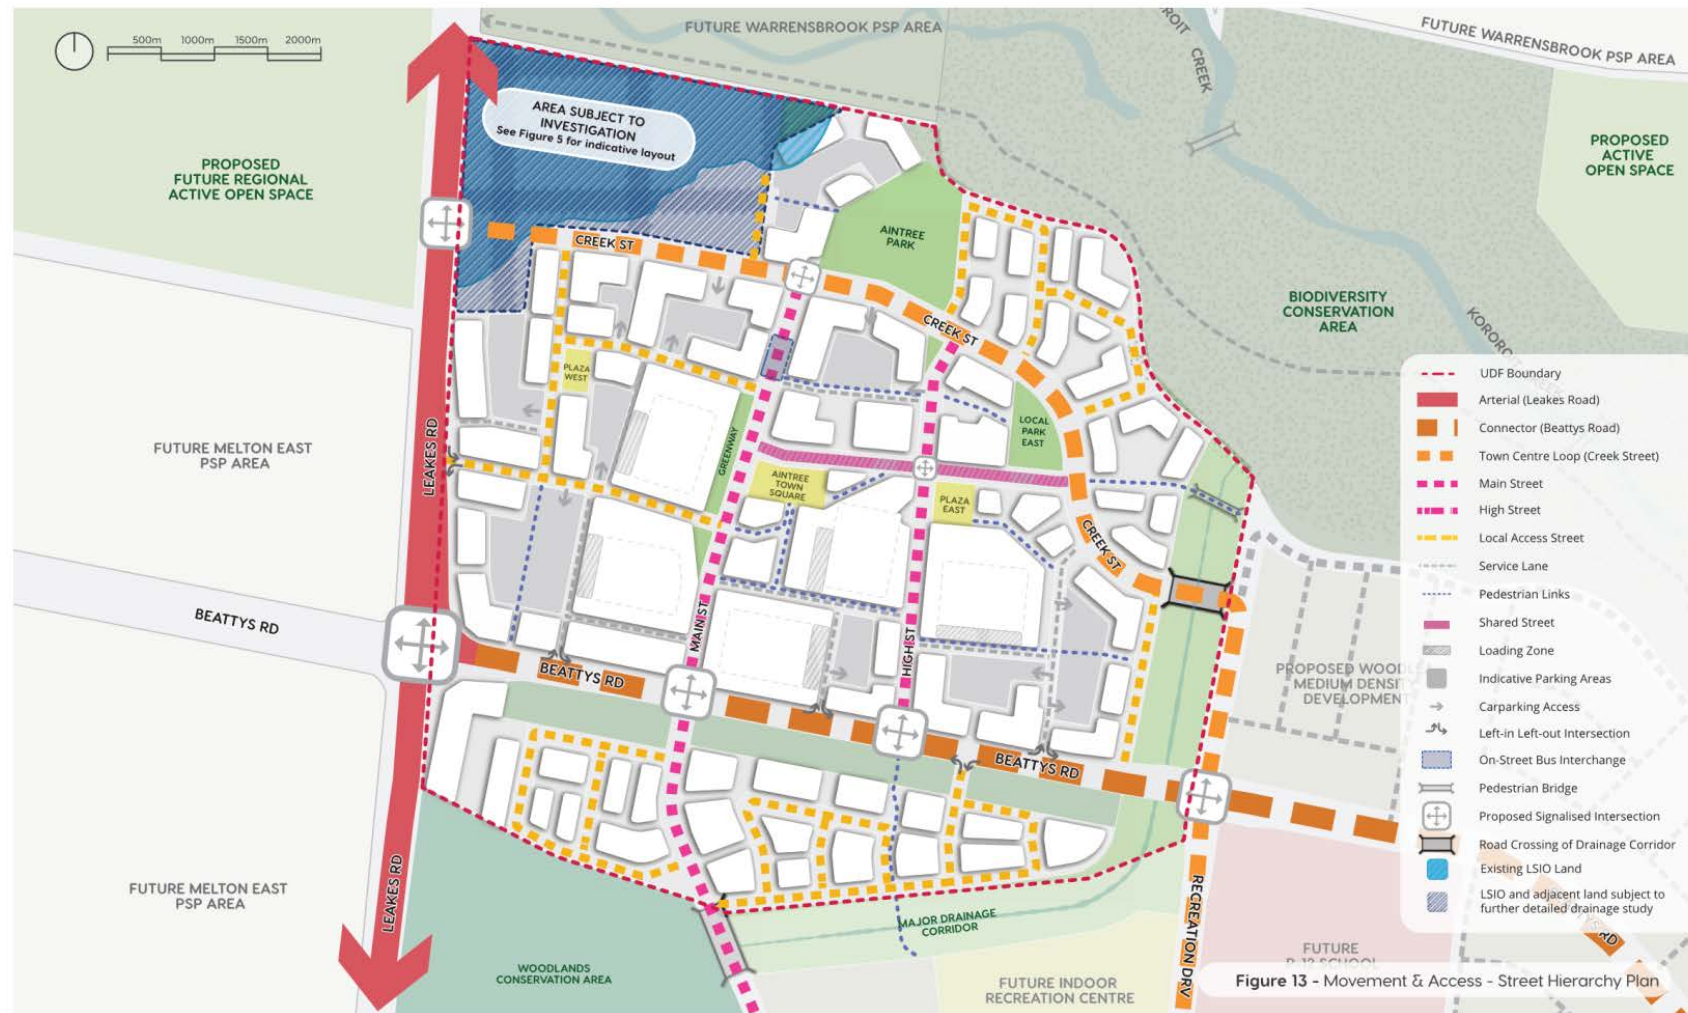 500m 1000m 1500m 2000m
FUTURE WARRENSBROOK PSP AREA
CREEK
FUTURE WARRENSBROOK PSP AREA
AREA SUBJECT TO
INVESTIGATION
See Figure 5 for indicative layout
PROPOSED
FUTURE REGIONAL
ACTIVE OPEN SPACE
PROPOSED
ACTIVE
OPEN SPACE
AINTREE
PARK
CREEK ST
BIODIVERSITY
CONSERVATION
AREA
CREEK ST
PLAZA
WEST
LOCAL
PARK
EAST
GREENWAY
LEAKES RD
FUTURE MELTON EAST
PSP AREA
AINTREE
TOWN
SQUARE
PLAZA
EAST
CREEK ST
BEATTYS RD
MAIN ST
HIGH ST
BEATTYS RD
BEATTYS RD
PROPOSED
MEDIUM
DEVELOPMENT
FUTURE MELTON EAST
PSP AREA
LEAKES RD
WOODLANDS
CONSERVATION AREA
MAJOR DRAINAGE
CORRIDOR
FUTURE INDOOR
RECREATION CENTRE
RECREATION DRV
FUTURE
SCHOOL
RD
UDF Boundary
Arterial (Leakes Road)
Connector (Beattys Road)
Town Centre Loop (Creek Street)
Main Street
High Street
Local Access Street
Service Lane
Pedestrian Links
Shared Street
Loading Zone
Indicative Parking Areas
Carparking Access
Left-in Left-out Intersection
On-Street Bus Interchange
Pedestrian Bridge
Proposed Signalised Intersection
Road Crossing of Drainage Corridor
Existing LSIO Land
LSIO and adjacent land subject to
further detailed drainage study
Figure 13 - Movement & Access - Street Hierarchy Plan